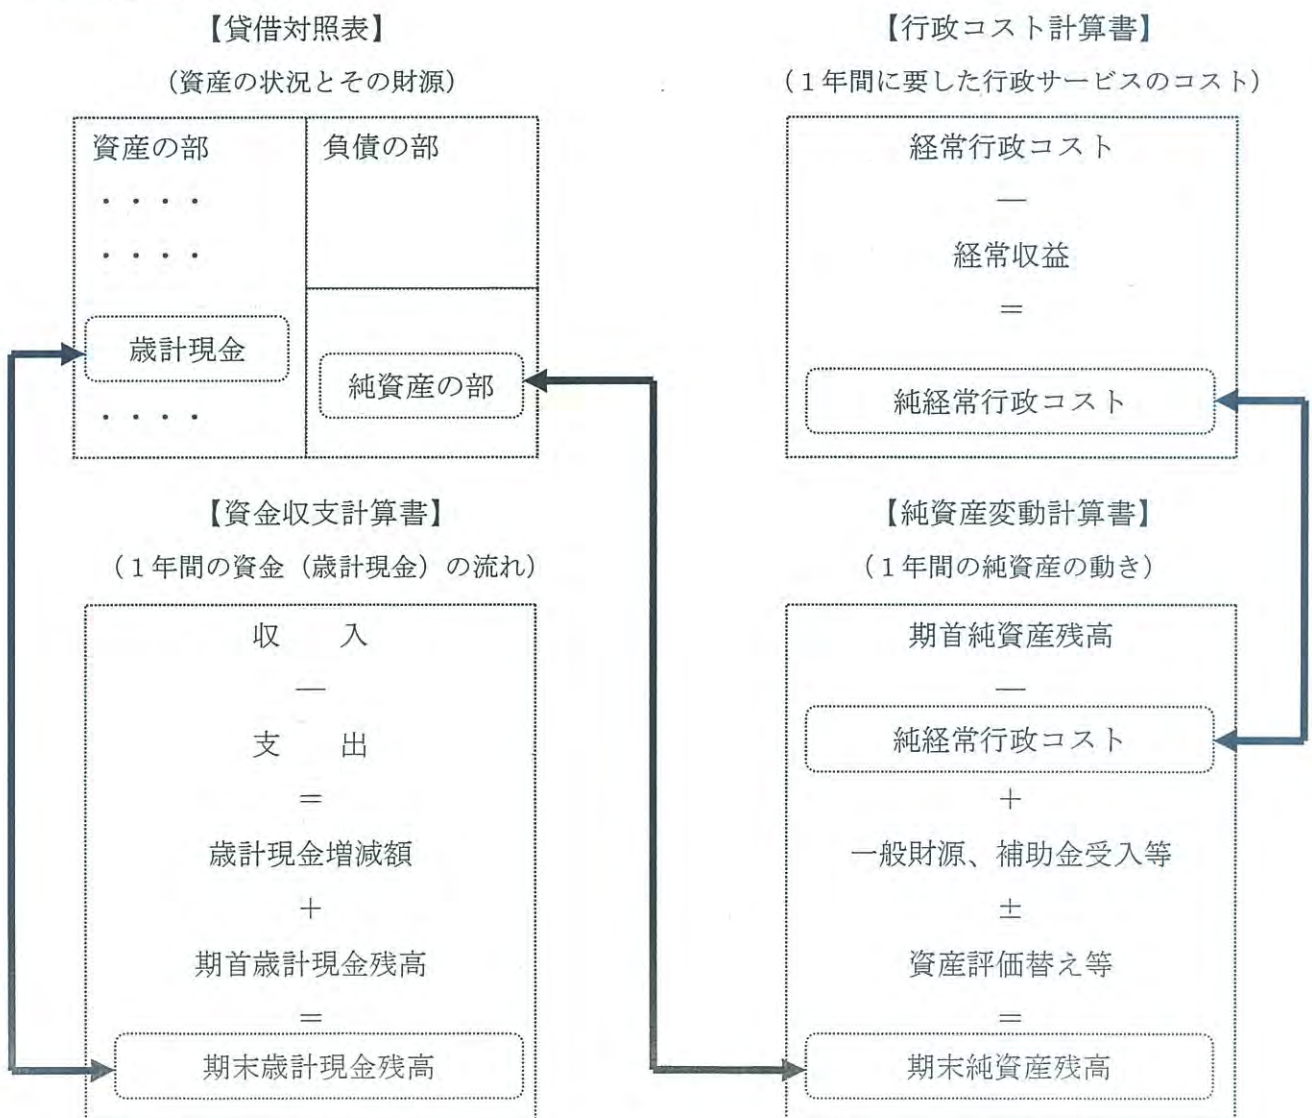 【貸借対照表】
（資産の状況とその財源）
資産の部
・・・・
・・・・
歳計現金
・・・・
負債の部
純資産の部
【行政コスト計算書】
（１年間に要した行政サービスのコスト）
経常行政コスト
―
経常収益
＝
純経常行政コスト
【資金収支計算書】
（１年間の資金（歳計現金）の流れ）
収　　入
―
支　　出
＝
歳計現金増減額
＋
期首歳計現金残高
＝
期末歳計現金残高
【純資産変動計算書】
（１年間の純資産の動き）
期首純資産残高
―
純経常行政コスト
＋
一般財源、補助金受入等
±
資産評価替え等
＝
期末純資産残高